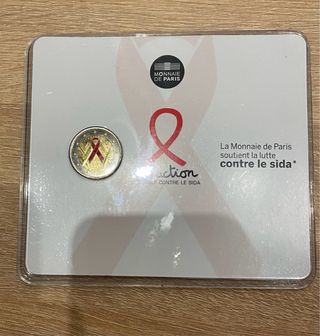 MONNAIE
DE PARIS
La Monnaie de Paris
soutient la lutte
contre le sida*
action
CONTRE LE SIDA